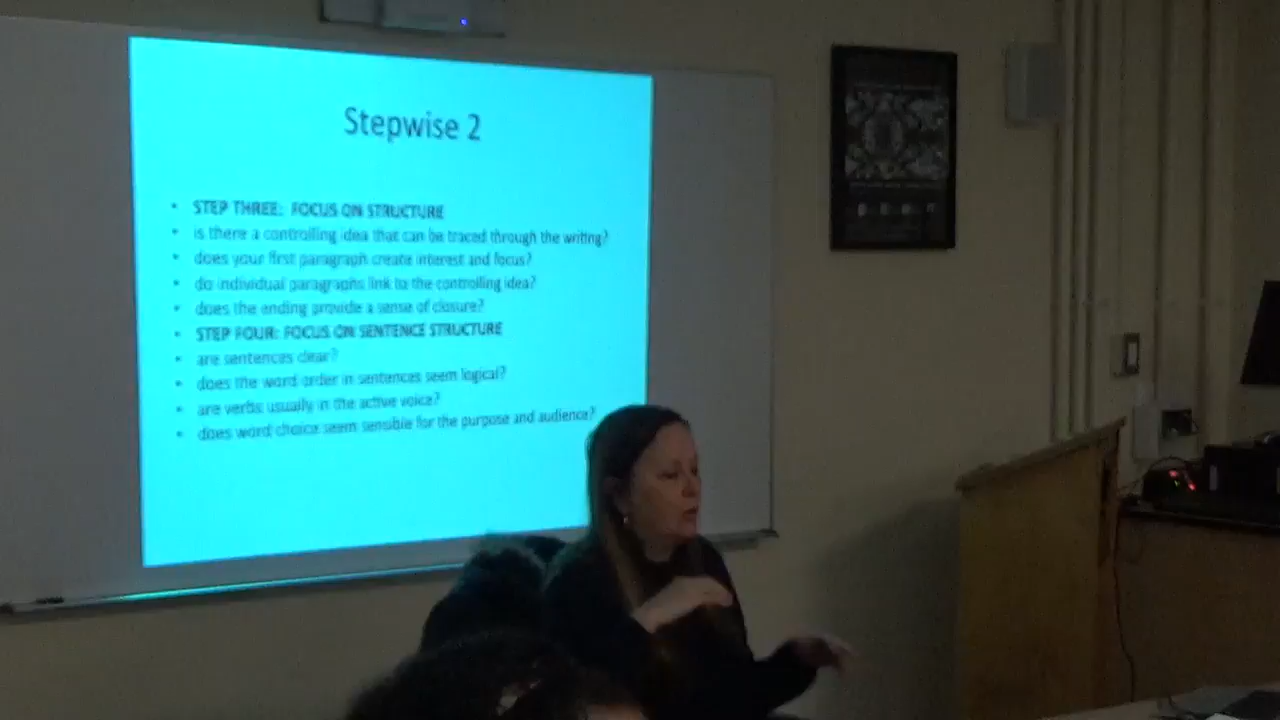 Stepwise 2
• STEP THREE: FOCUS ON STRUCTURE
• is there a controlling idea that can be traced through the writing?
• does your first paragraph create interest and focus?
• do individual paragraphs link to the controlling idea?
• does the ending provide a sense of closure?
• STEP FOUR: FOCUS ON SENTENCE STRUCTURE
• are sentences clear?
• does the word order in sentences seem logical?
• are verbs usually in the active voice?
• does word choice seem sensible for the purpose and audience?